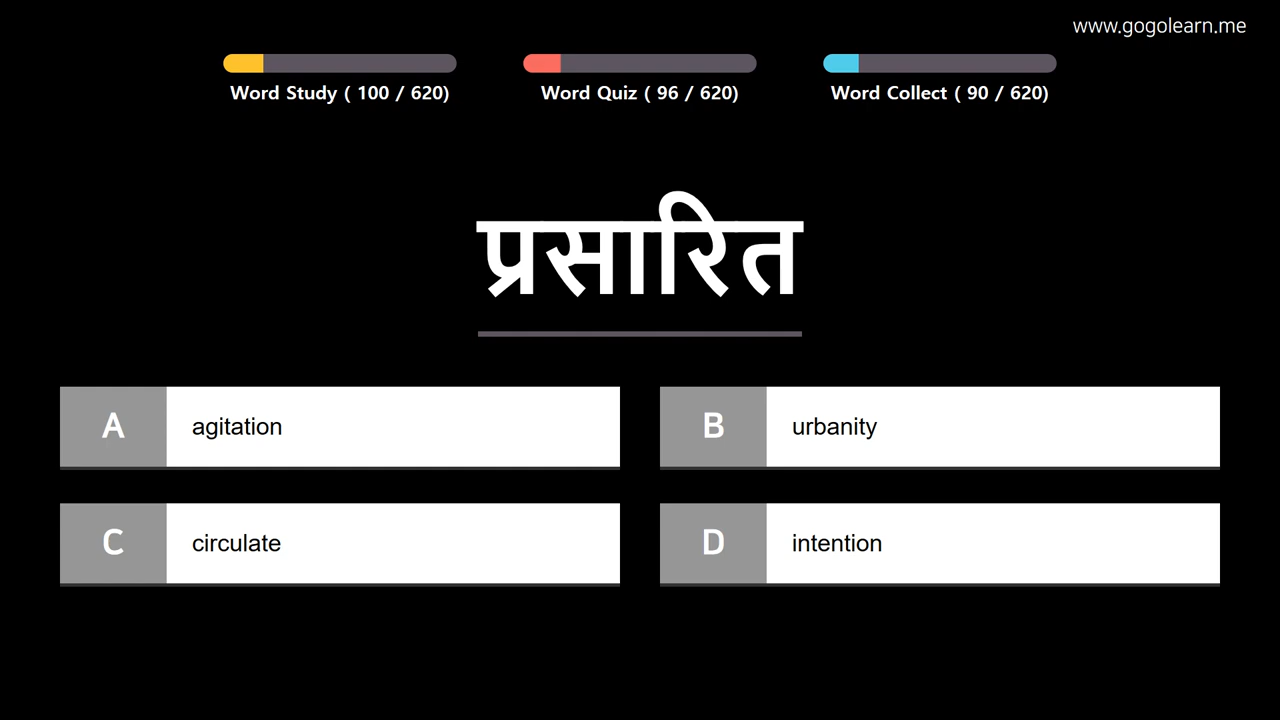 www.gogolearn.me
Word Study ( 100 / 620)
Word Quiz ( 96 / 620)
Word Collect ( 90 / 620)
प्रसारित
A agitation
B urbanity
C circulate
D intention